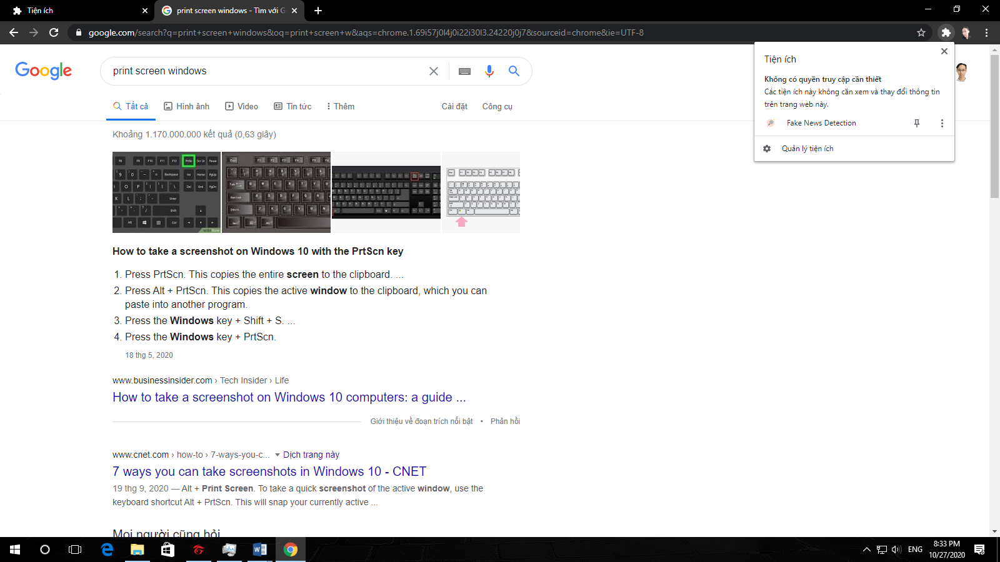 Tiện ích
print screen windows - Tìm với G
google.com/search?q=print+screen+windows&oq=print+screen+w&aqs=chrome.1.69i57j0l4j0i22i30l3.24220j0j7&sourceid=chrome&ie=UTF-8
Google
print screen windows
Tất cả
Hình ảnh
Video
Tin tức
Thêm
Cài đặt
Công cụ
Tiện ích
Không có quyền truy cập cần thiết
Các tiện ích này không cần xem và thay đổi thông tin
trên trang web này.
Fake News Detection
Quản lý tiện ích
Khoảng 1.170.000.000 kết quả (0,63 giây)
How to take a screenshot on Windows 10 with the PrtScn key
1. Press PrtScn. This copies the entire screen to the clipboard. ...
2. Press Alt + PrtScn. This copies the active window to the clipboard, which you can
paste into another program.
3. Press the Windows key + Shift + S. ...
4. Press the Windows key + PrtScn.
18 thg 5, 2020
www.businessinsider.com › Tech Insider › Life
How to take a screenshot on Windows 10 computers: a guide ...
Giới thiệu về đoạn trích nổi bật • Phản hồi
www.cnet.com › how-to › 7-ways-you-c... Dịch trang này
7 ways you can take screenshots in Windows 10 - CNET
19 thg 9, 2020 — Alt + Print Screen. To take a quick screenshot of the active window, use the
keyboard shortcut Alt + PrtScn. This will snap your currently active ...
Mọi người cũng hỏi
ENG
8:33 PM
10/27/2020